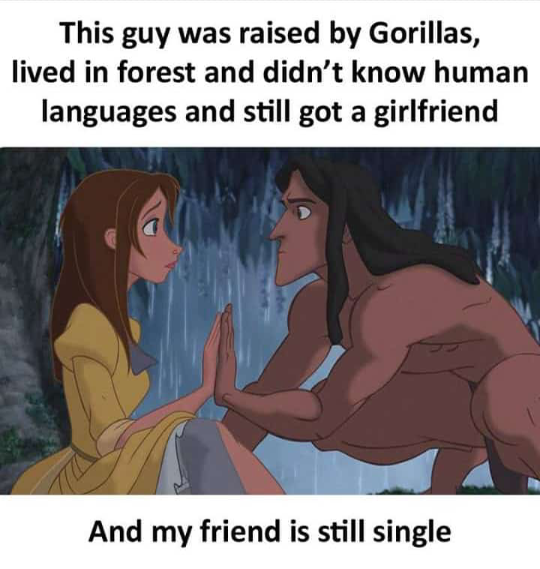 This guy was raised by Gorillas,
lived in forest and didn’t know human
languages and still got a girlfriend
And my friend is still single